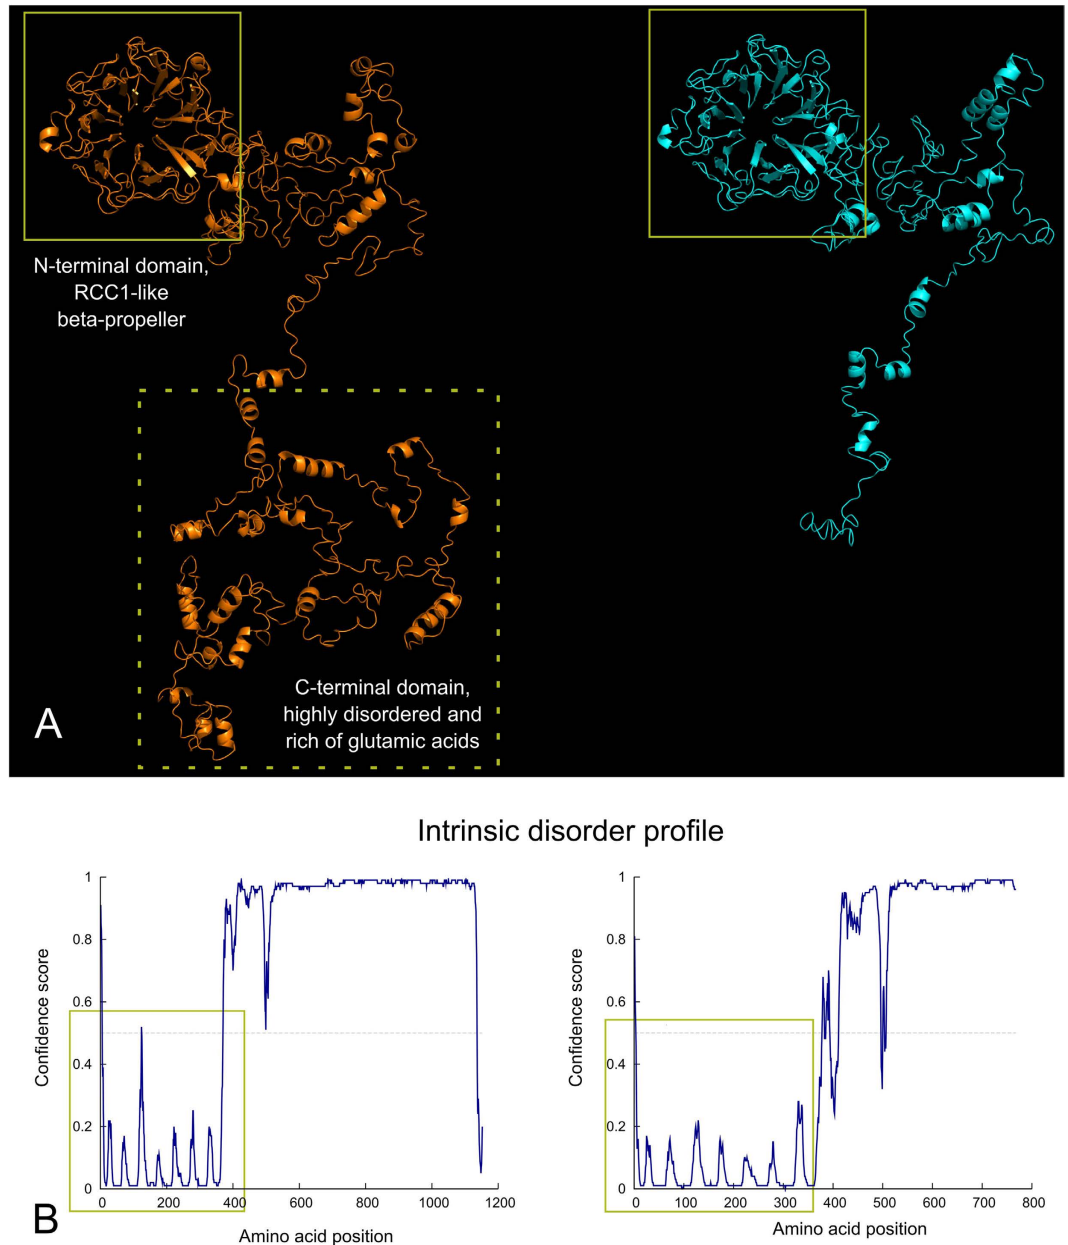 N-terminal domain,
RCC1-like
beta-propeller
C-terminal domain,
highly disordered and
rich of glutamic acids
A
Intrinsic disorder profile
1
0.8
0.6
0.4
0.2
0
Confidence score
0 200 400 600 800 1000 1200
Amino acid position
1
0.8
0.6
0.4
0.2
0
Confidence score
0 100 200 300 400 500 600 700 800
Amino acid position
B